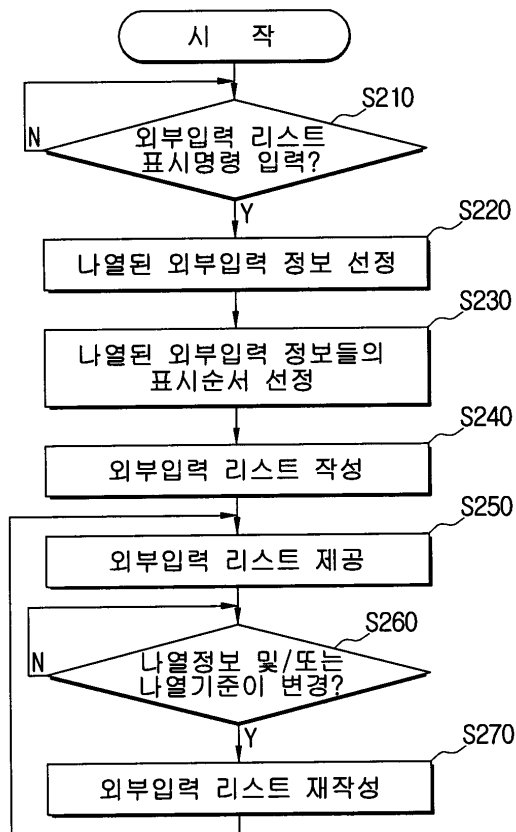 시 작
S210
외부입력 리스트
표시명령 입력?
N
Y
S220
나열된 외부입력 정보 선정
S230
나열된 외부입력 정보들의
표시순서 선정
S240
외부입력 리스트 작성
S250
외부입력 리스트 제공
S260
나열정보 및/또는
나열기준이 변경?
N
Y
S270
외부입력 리스트 재작성